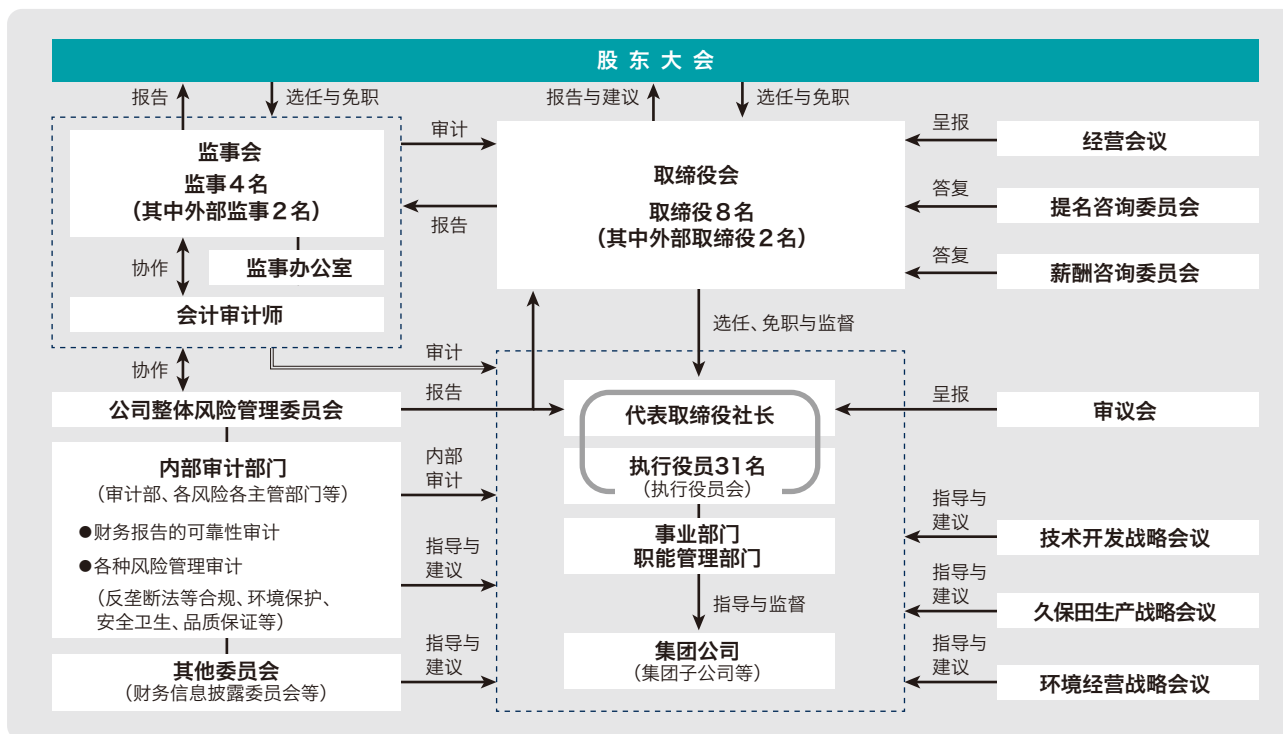 股东大会
报告
选任与免职
报告与建议
选任与免职
监事会
监事4名
（其中外部监事2名）
协作
监事办公室
会计审计师
审计
报告
取缔役会
取缔役8名
（其中外部取缔役2名）
呈报
经营会议
答复
提名咨询委员会
答复
薪酬咨询委员会
选任、免职与监督
协作
审计
报告
公司整体风险管理委员会
内部审计部门
（审计部、各风险各主管部门等）
●财务报告的可靠性审计
●各种风险管理审计
（反垄断法等合规、环境保护、
安全卫生、品质保证等）
其他委员会
（财务信息披露委员会等）
内部
审计
指导与
建议
指导与
建议
代表取缔役社长
执行役员31名
（执行役员会）
事业部门
职能管理部门
指导与监督
集团公司
（集团子公司等）
呈报
审议会
指导与
建议
技术开发战略会议
指导与
建议
久保田生产战略会议
指导与
建议
环境经营战略会议